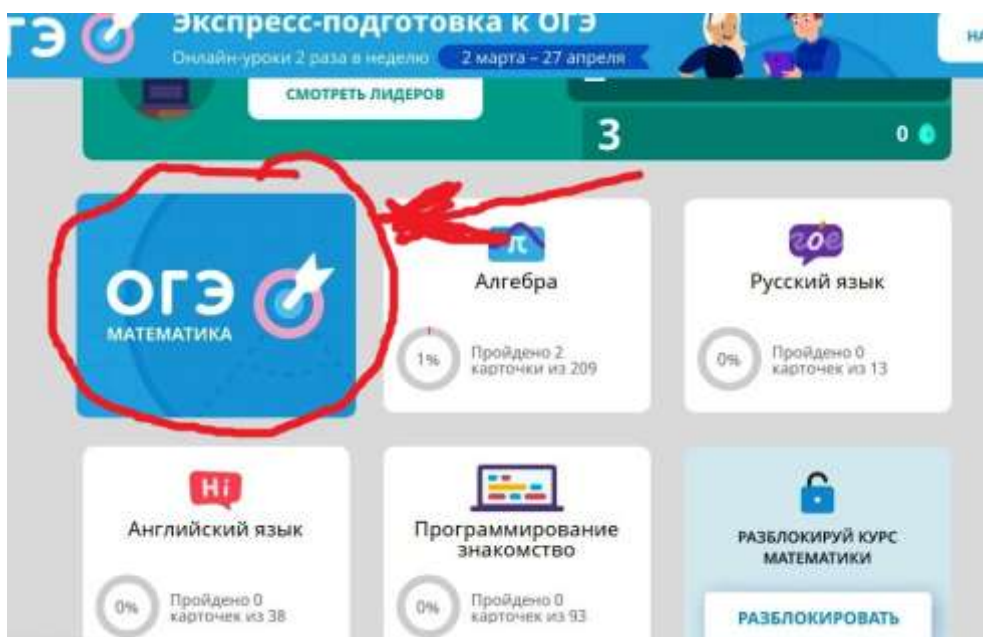 ГЭ
Экспресс-подготовка к ОГЭ
Онлайн-уроки 2 раза в неделю
2 марта – 27 апреля
СМОТРЕТЬ ЛИДЕРОВ
3
0
ОГЭ
МАТЕМАТИКА
π
Алгебра
1%
Пройдено 2
карточки из 209
Русский язык
0%
Пройдено 0
карточек из 13
Hi
Английский язык
0%
Пройдено 0
карточек из 38
Программирование
знакомство
0%
Пройдено 0
карточек из 93
РАЗБЛОКИРУЙ КУРС
МАТЕМАТИКИ
РАЗБЛОКИРОВАТЬ